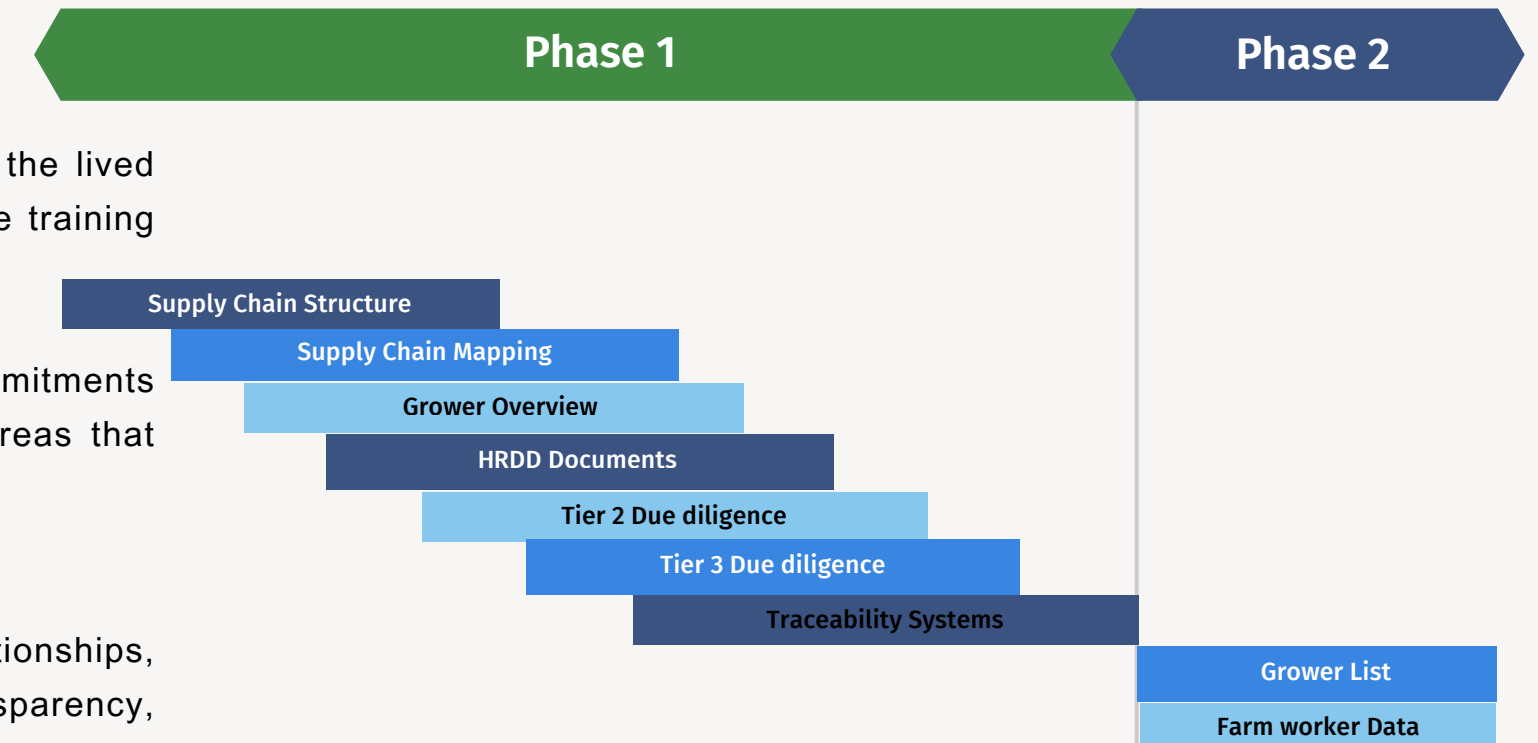 Phase 1
Phase 2
the lived
training
Supply Chain Structure
Supply Chain Mapping
mitments
Grower Overview
reas that
HRDD Documents
Tier 2 Due diligence
Tier 3 Due diligence
Traceability Systems
tionships,
Grower List
sparency,
Farm worker Data